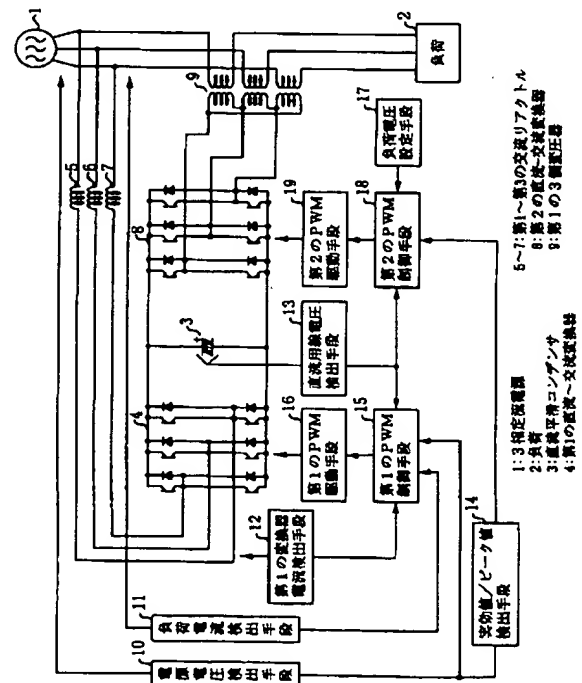 1
2
負荷
5
6
7
9
17
負荷電圧
設定手段
8
19
第2のPWM
駆動手段
18
第2のPWM
制御手段
3
13
直流母線電圧
検出手段
4
16
第1のPWM
駆動手段
15
第1のPWM
制御手段
12
第1の変換器
電流検出手段
11
負荷電流検出手段
10
電源電圧検出手段
14
実効値/ピーク値
検出手段
1:3相交流電源
2:負荷
3:直流平滑コンデンサ
4:第1の直流~交流変換器
5~7:第1~第3の交流リアクトル
8:第2の直流~交流変換器
9:第1の3個変圧器